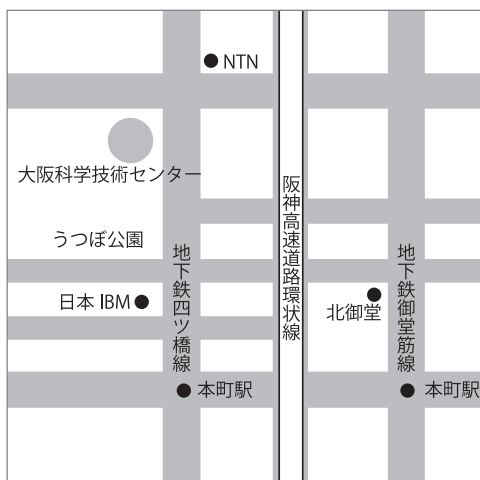 NTN
大阪科学技術センター
阪神高速道路環状線
うつぼ公園
地下鉄四ツ橋線
地下鉄御堂筋線
日本 IBM
北御堂
本町駅
本町駅